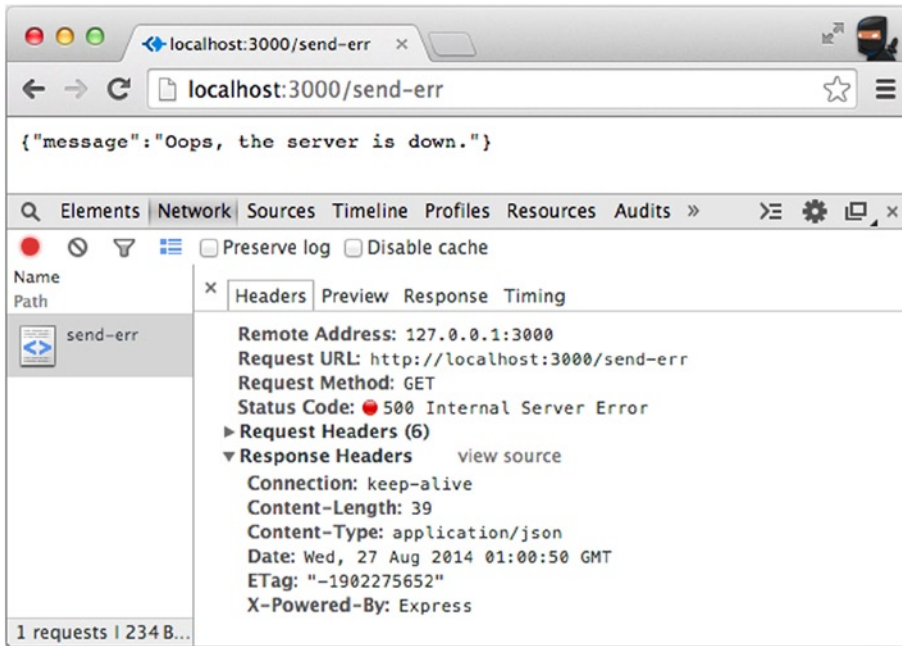 localhost:3000/send-err ×
localhost:3000/send-err
{"message":"Oops, the server is down."}
Elements Network Sources Timeline Profiles Resources Audits »
Preserve log Disable cache
Name
Path
× Headers Preview Response Timing
send-err
Remote Address: 127.0.0.1:3000
Request URL: http://localhost:3000/send-err
Request Method: GET
Status Code: 500 Internal Server Error
Request Headers (6)
Response Headers view source
Connection: keep-alive
Content-Length: 39
Content-Type: application/json
Date: Wed, 27 Aug 2014 01:00:50 GMT
ETag: "-1902275652"
X-Powered-By: Express
1 requests | 234 B...